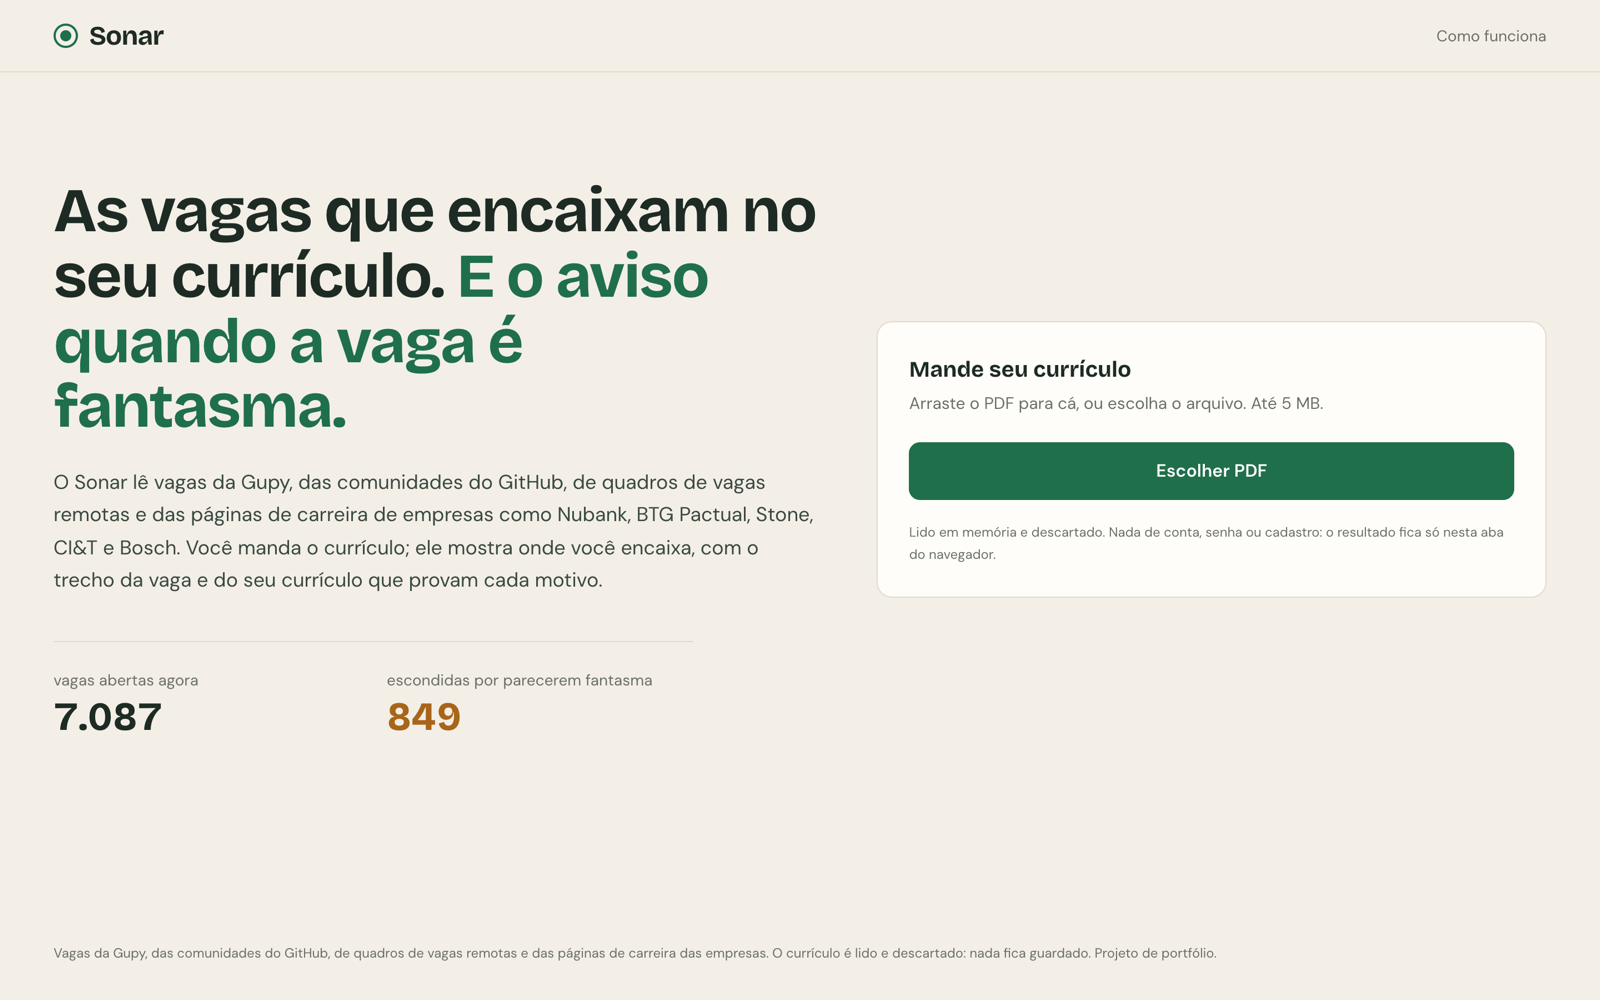 Sonar
Como funciona
As vagas que encaixam no
seu currículo. E o aviso
quando a vaga é
fantasma.
O Sonar lê vagas da Gupy, das comunidades do GitHub, de quadros de vagas
remotas e das páginas de carreira de empresas como Nubank, BTG Pactual, Stone,
CI&T e Bosch. Você manda o currículo; ele mostra onde você encaixa, com o
trecho da vaga e do seu currículo que provam cada motivo.
vagas abertas agora
7.087
escondidas por parecerem fantasma
849
Mande seu currículo
Arraste o PDF para cá, ou escolha o arquivo. Até 5 MB.
Escolher PDF
Lido em memória e descartado. Nada de conta, senha ou cadastro: o resultado fica só nesta aba
do navegador.
Vagas da Gupy, das comunidades do GitHub, de quadros de vagas remotas e das páginas de carreira das empresas. O currículo é lido e descartado: nada fica guardado. Projeto de portfólio.